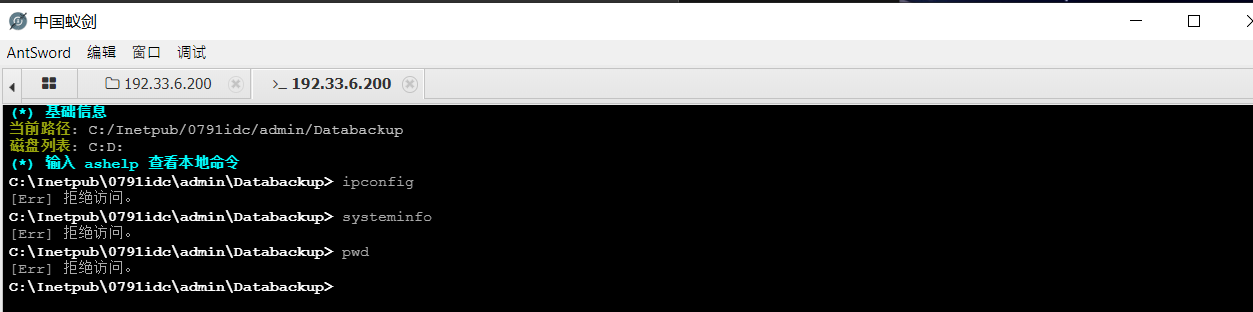 中国蚁剑
AntSword 编辑 窗口 调试
192.33.6.200 >_ 192.33.6.200
(*) 基础信息
当前路径: C:/Inetpub/0791idc/admin/Databackup
磁盘列表: C:D:
(*) 输入 ashelp 查看本地命令
C:\Inetpub\0791idc\admin\Databackup> ipconfig
[Err] 拒绝访问。
C:\Inetpub\0791idc\admin\Databackup> systeminfo
[Err] 拒绝访问。
C:\Inetpub\0791idc\admin\Databackup> pwd
[Err] 拒绝访问。
C:\Inetpub\0791idc\admin\Databackup>